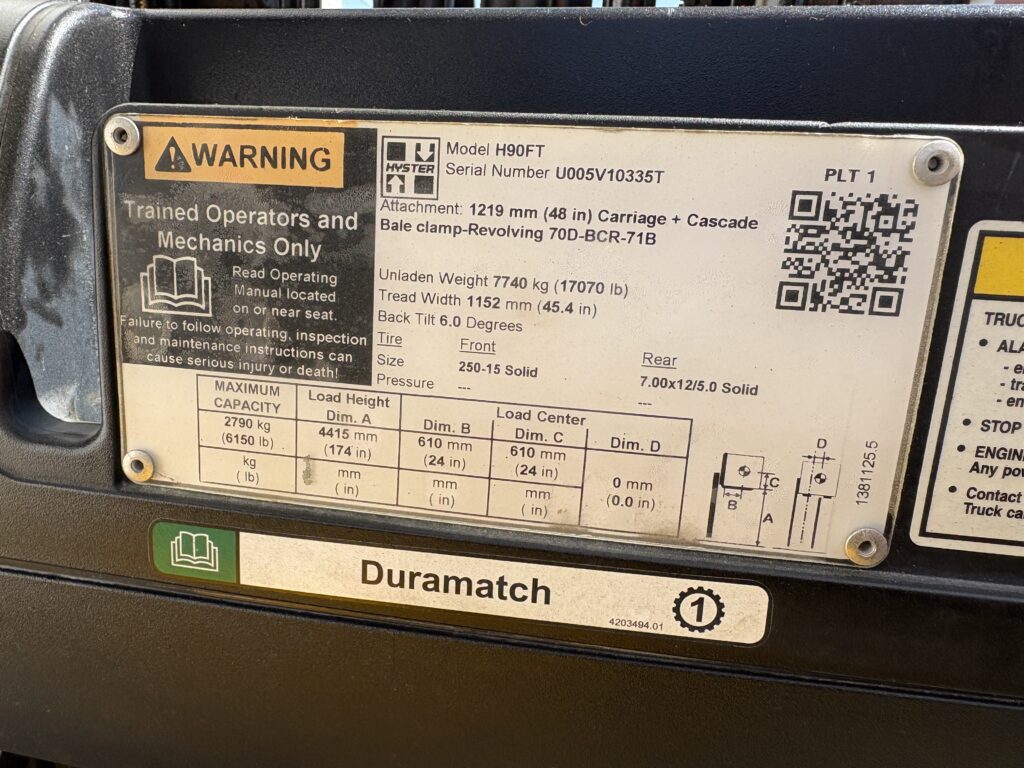 WARNING
Trained Operators and
Mechanics Only
Read Operating
Manual located
on or near seat.
Failure to follow operating, inspection
and maintenance instructions can
cause serious injury or death!
HYSTER
Model H90FT
Serial Number U005V10335T
PLT 1
Attachment: 1219 mm (48 in) Carriage + Cascade
Bale clamp-Revolving 70D-BCR-71B
Unladen Weight 7740 kg (17070 lb)
Tread Width 1152 mm (45.4 in)
Back Tilt 6.0 Degrees
Tire Front Rear
Size 250-15 Solid 7.00x12/5.0 Solid
Pressure --- ---
MAXIMUM CAPACITY Load Height Dim. A Load Center Dim. B Dim. C Dim. D
2790 kg 4415 mm 610 mm 610 mm 0 mm
(6150 lb) (174 in) (24 in) (24 in) (0.0 in)
kg mm mm mm
( lb) ( in) ( in) ( in)
D
C
B
A
1381125.5
Duramatch
4203494.01
1
TRUC
• ALA
- e
- tra
- en
• STOP
• ENGIN
Any po
• Contact
Truck ca